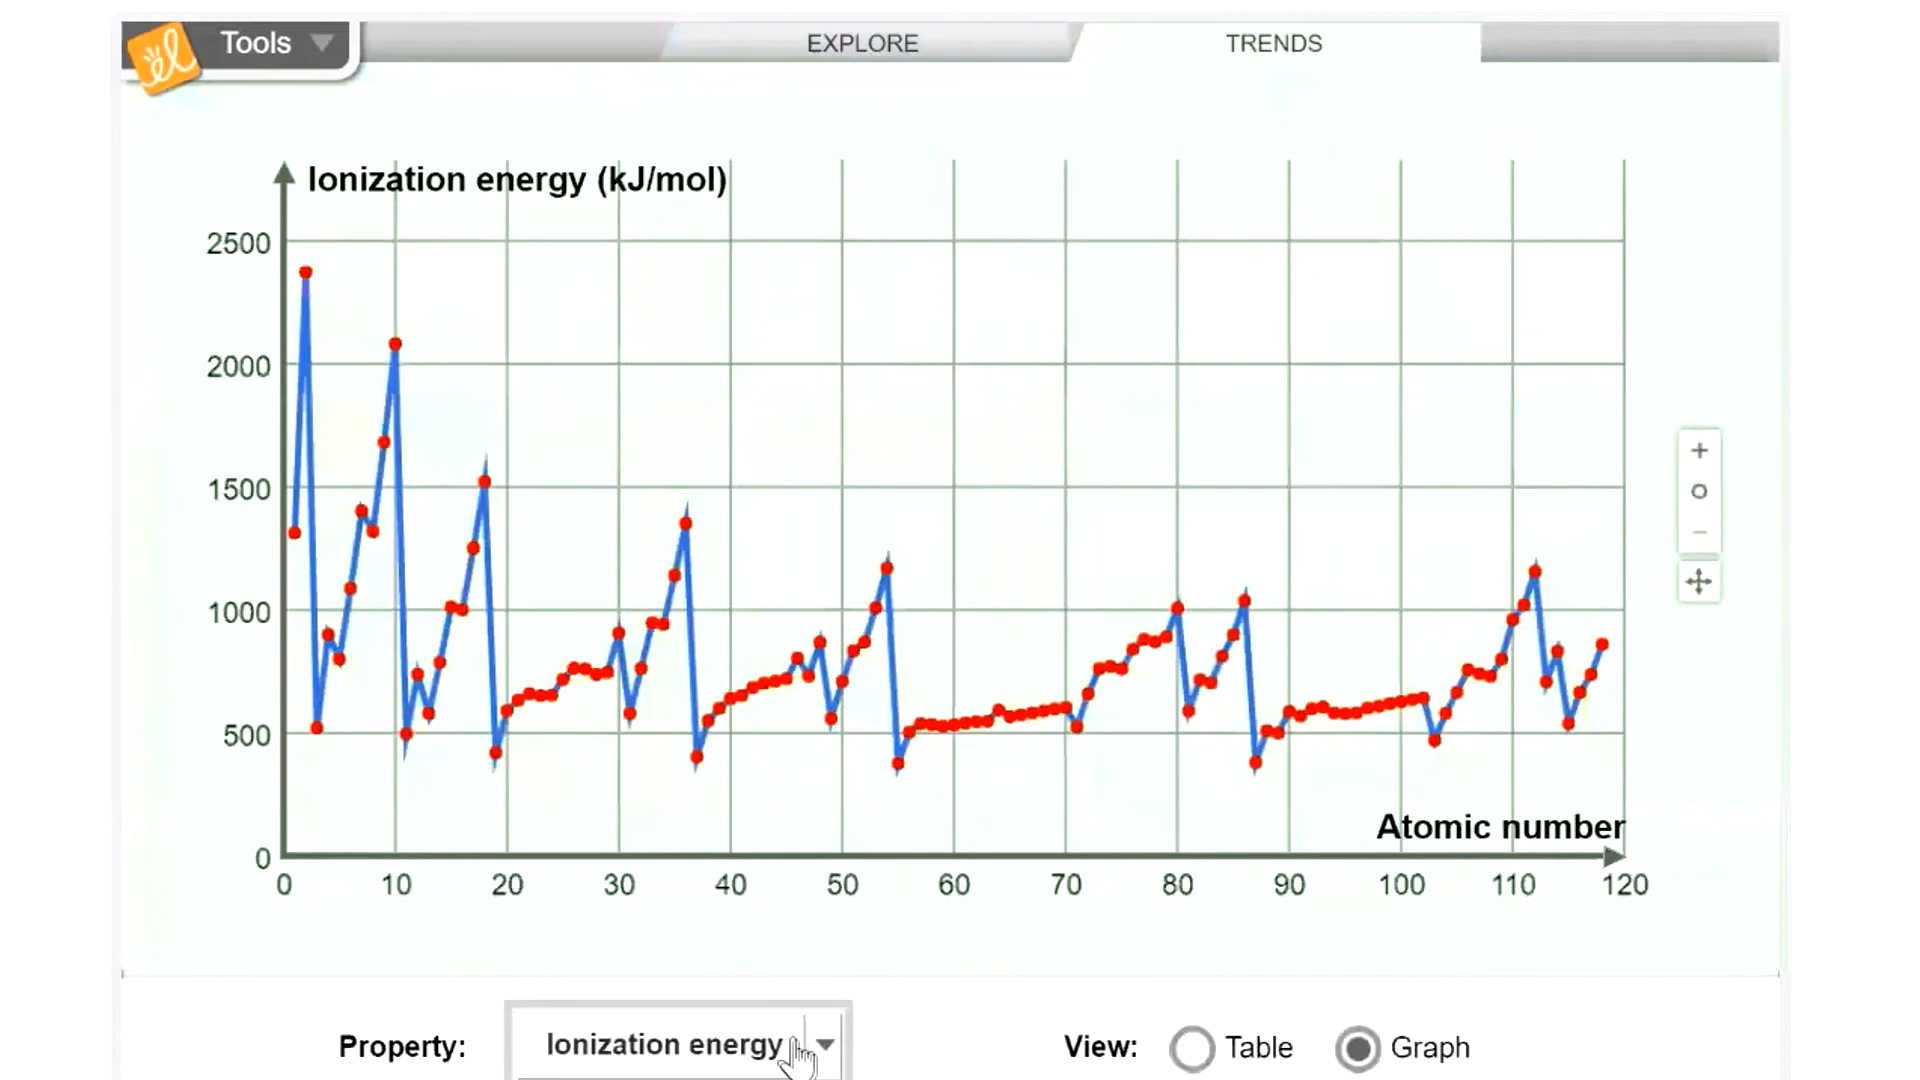 el Tools
EXPLORE
TRENDS
Ionization energy (kJ/mol)
2500
2000
1500
1000
500
0
Atomic number
0 10 20 30 40 50 60 70 80 90 100 110 120
Property: Ionization energy View: Table Graph